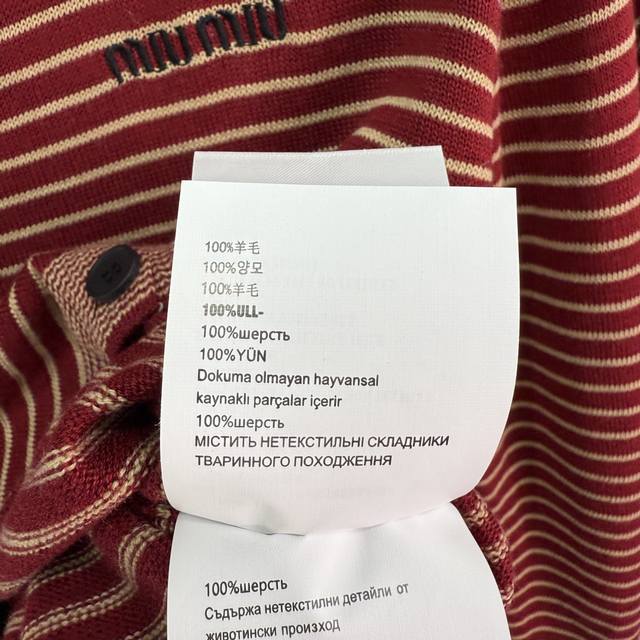 MIU MIU
100%羊毛
100%양모
100%羊毛
100%ULL-
100%шерсть
100%YÜN
Dokuma olmayan hayvansal
kaynaklı parçalar içerir
100%шерсть
МІСТИТЬ НЕТЕКСТИЛЬНІ СКЛАДНИКИ
ТВАРИННОГО ПОХОДЖЕННЯ
100%шерсть
Съдържа нетекстилни детайли от
животински произход